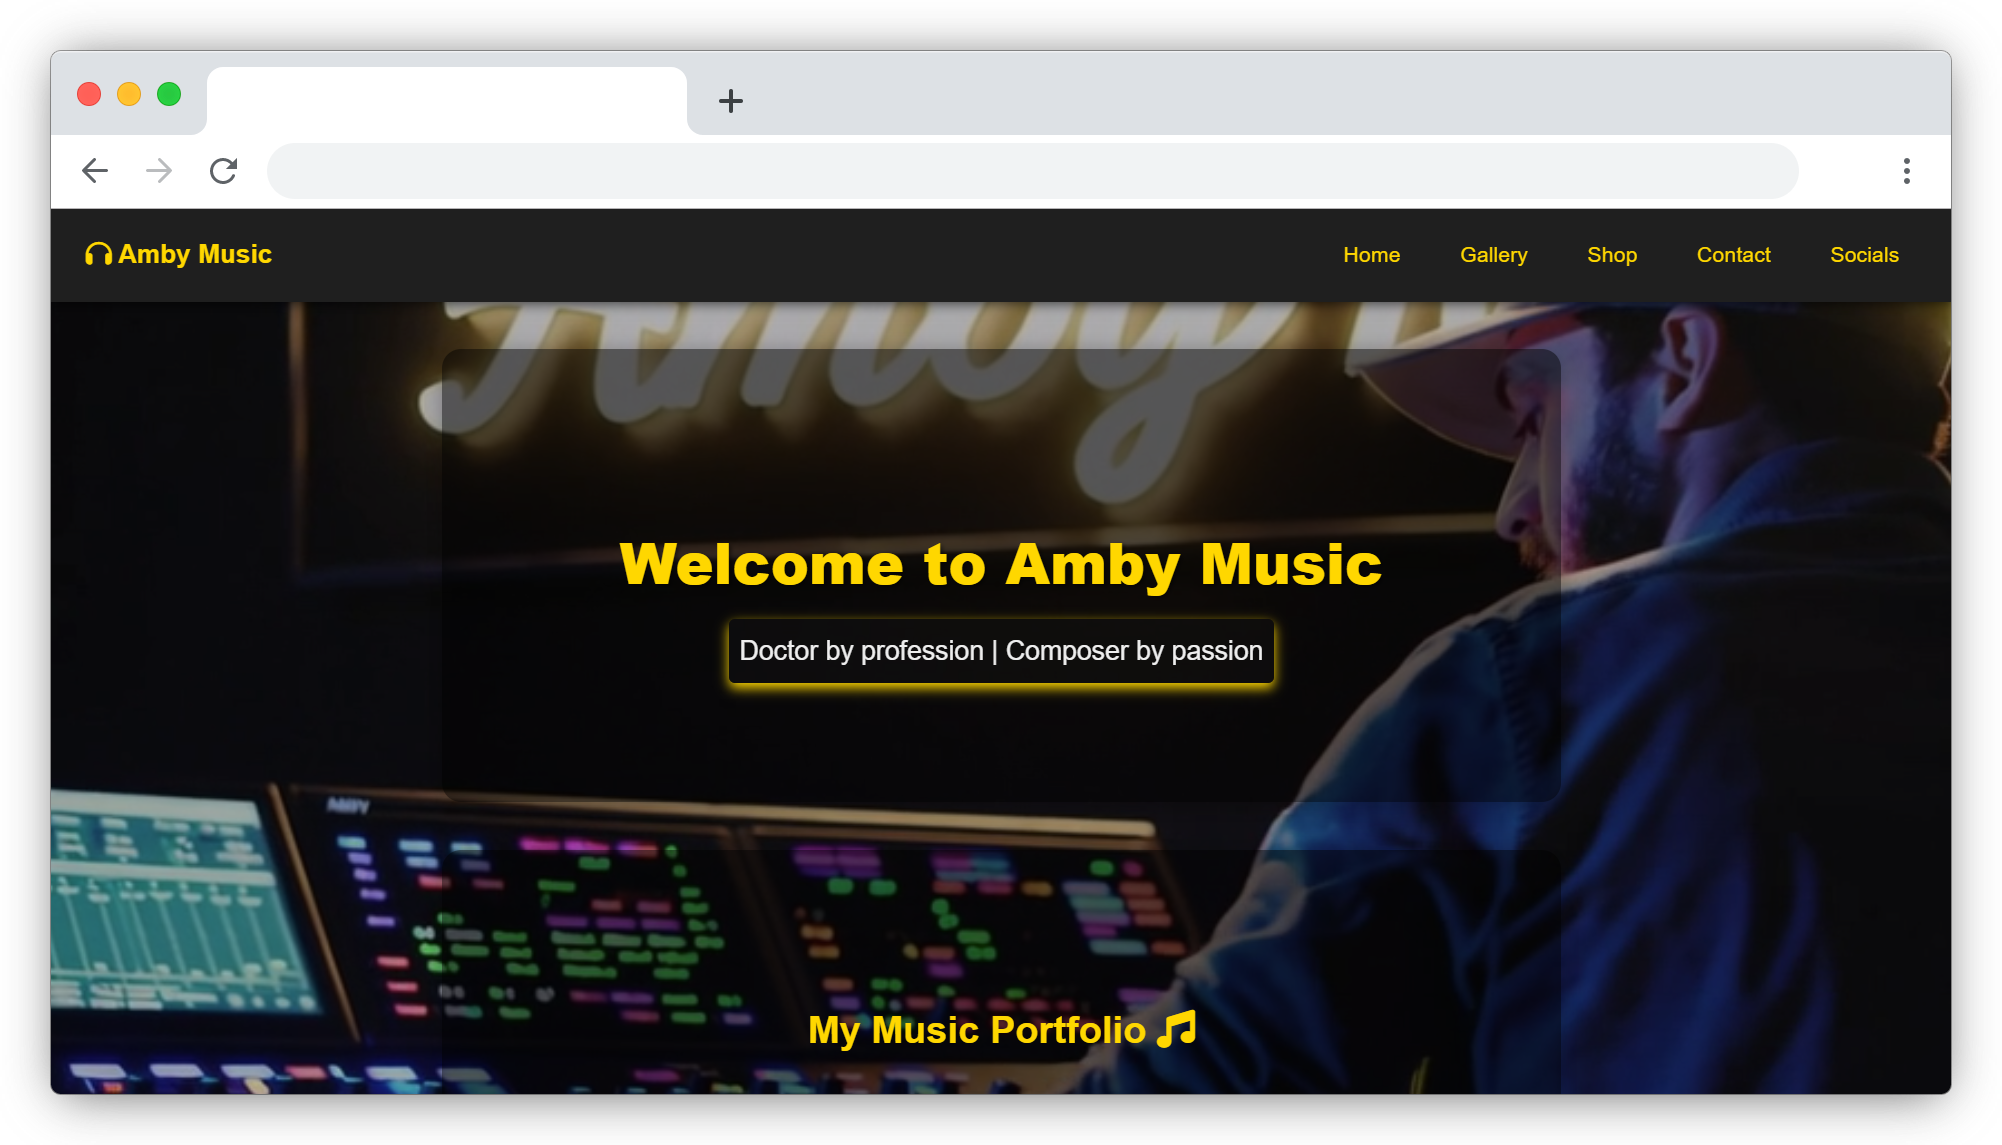 Amby Music
Home Gallery Shop Contact Socials
Amby
Welcome to Amby Music
Doctor by profession | Composer by passion
My Music Portfolio